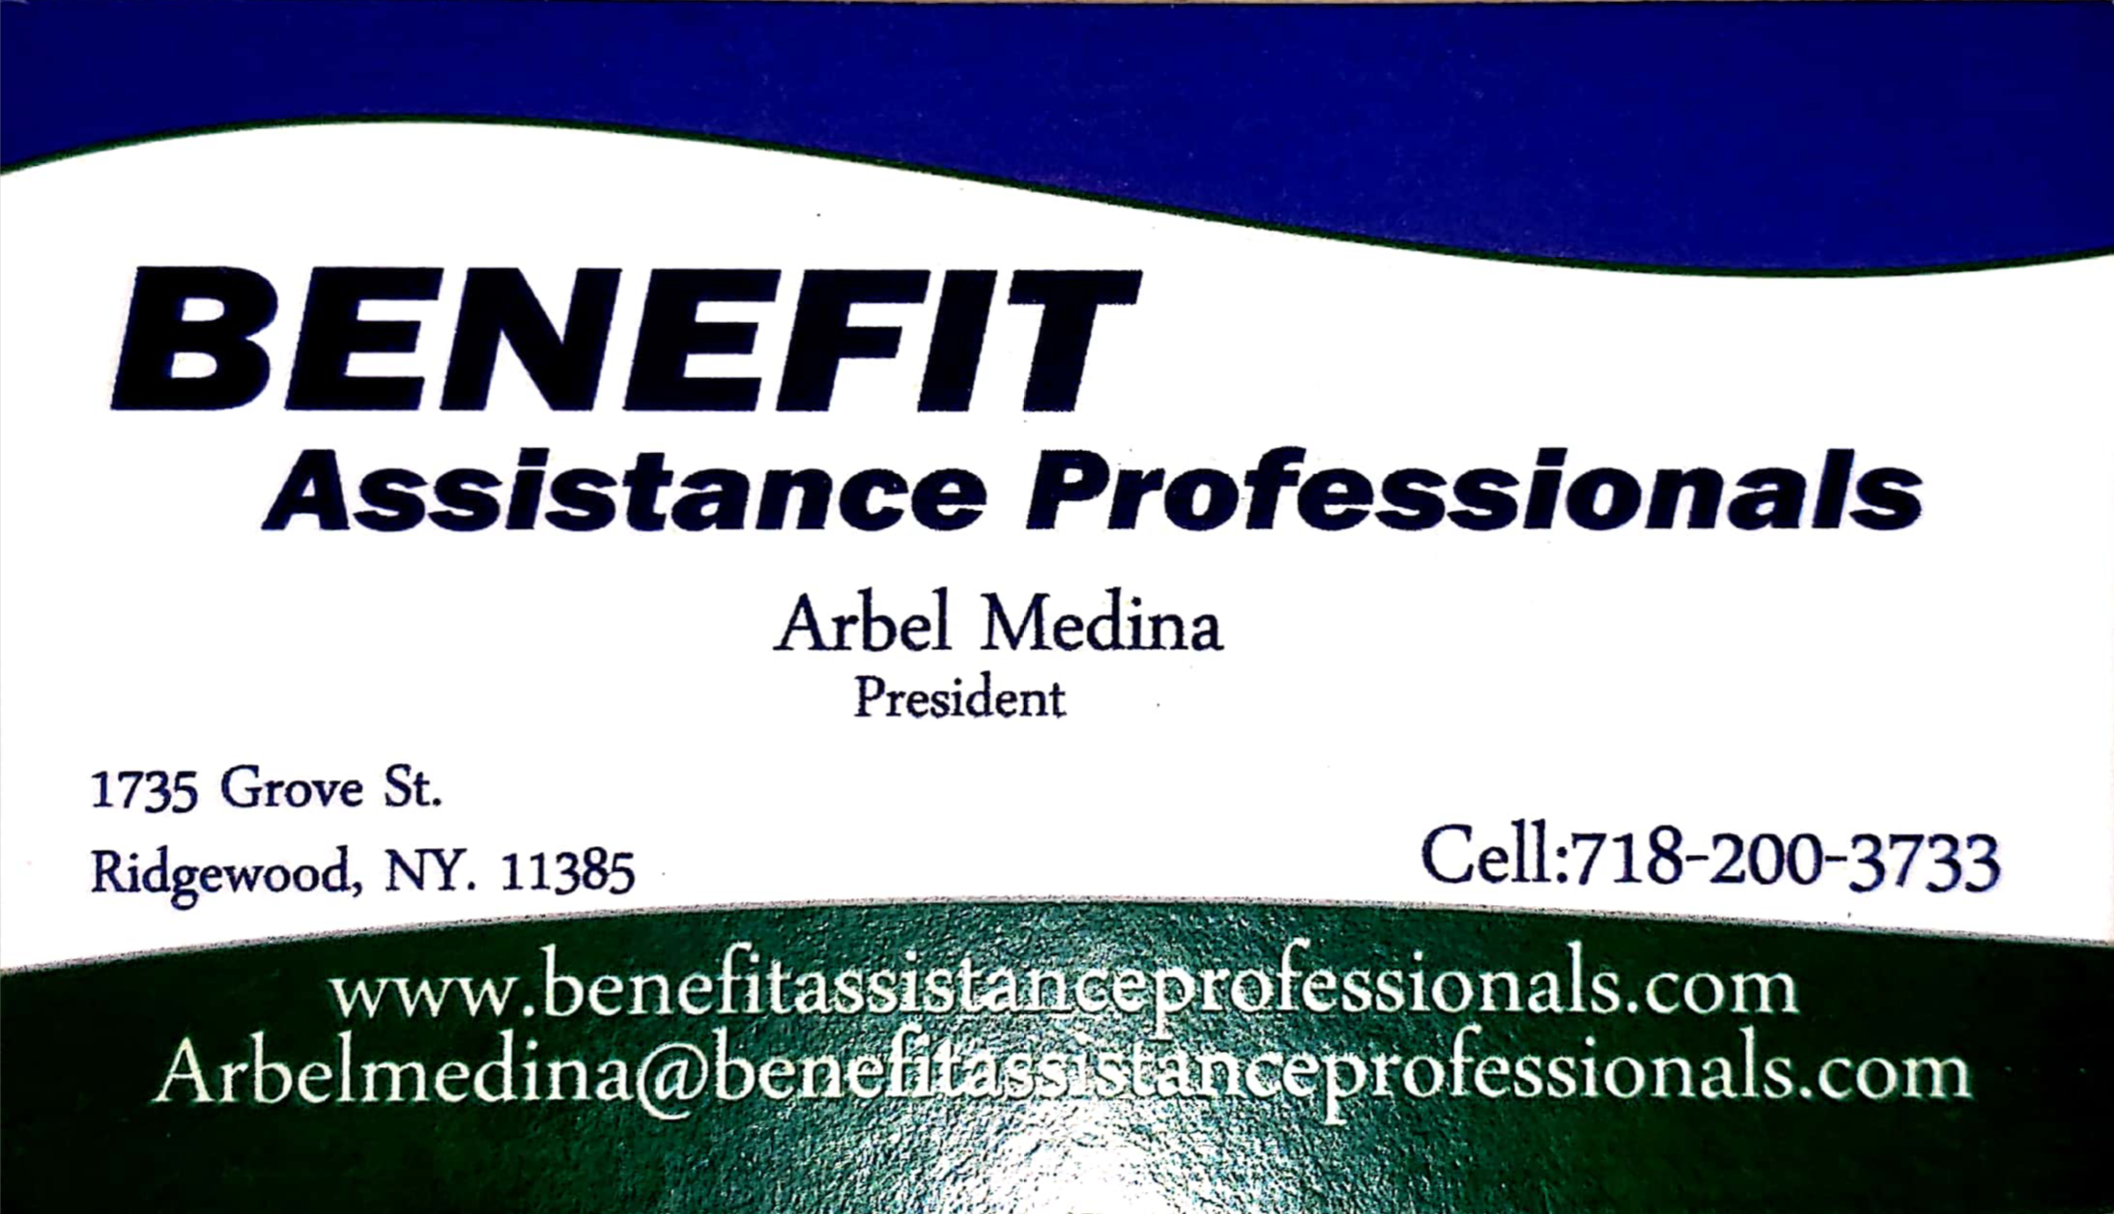 BENEFIT
Assistance Professionals
Arbel Medina
President
1735 Grove St.
Ridgewood, NY. 11385
Cell:718-200-3733
www.benefitassistanceprofessionals.com
Arbelmedina@benefitassistanceprofessionals.com